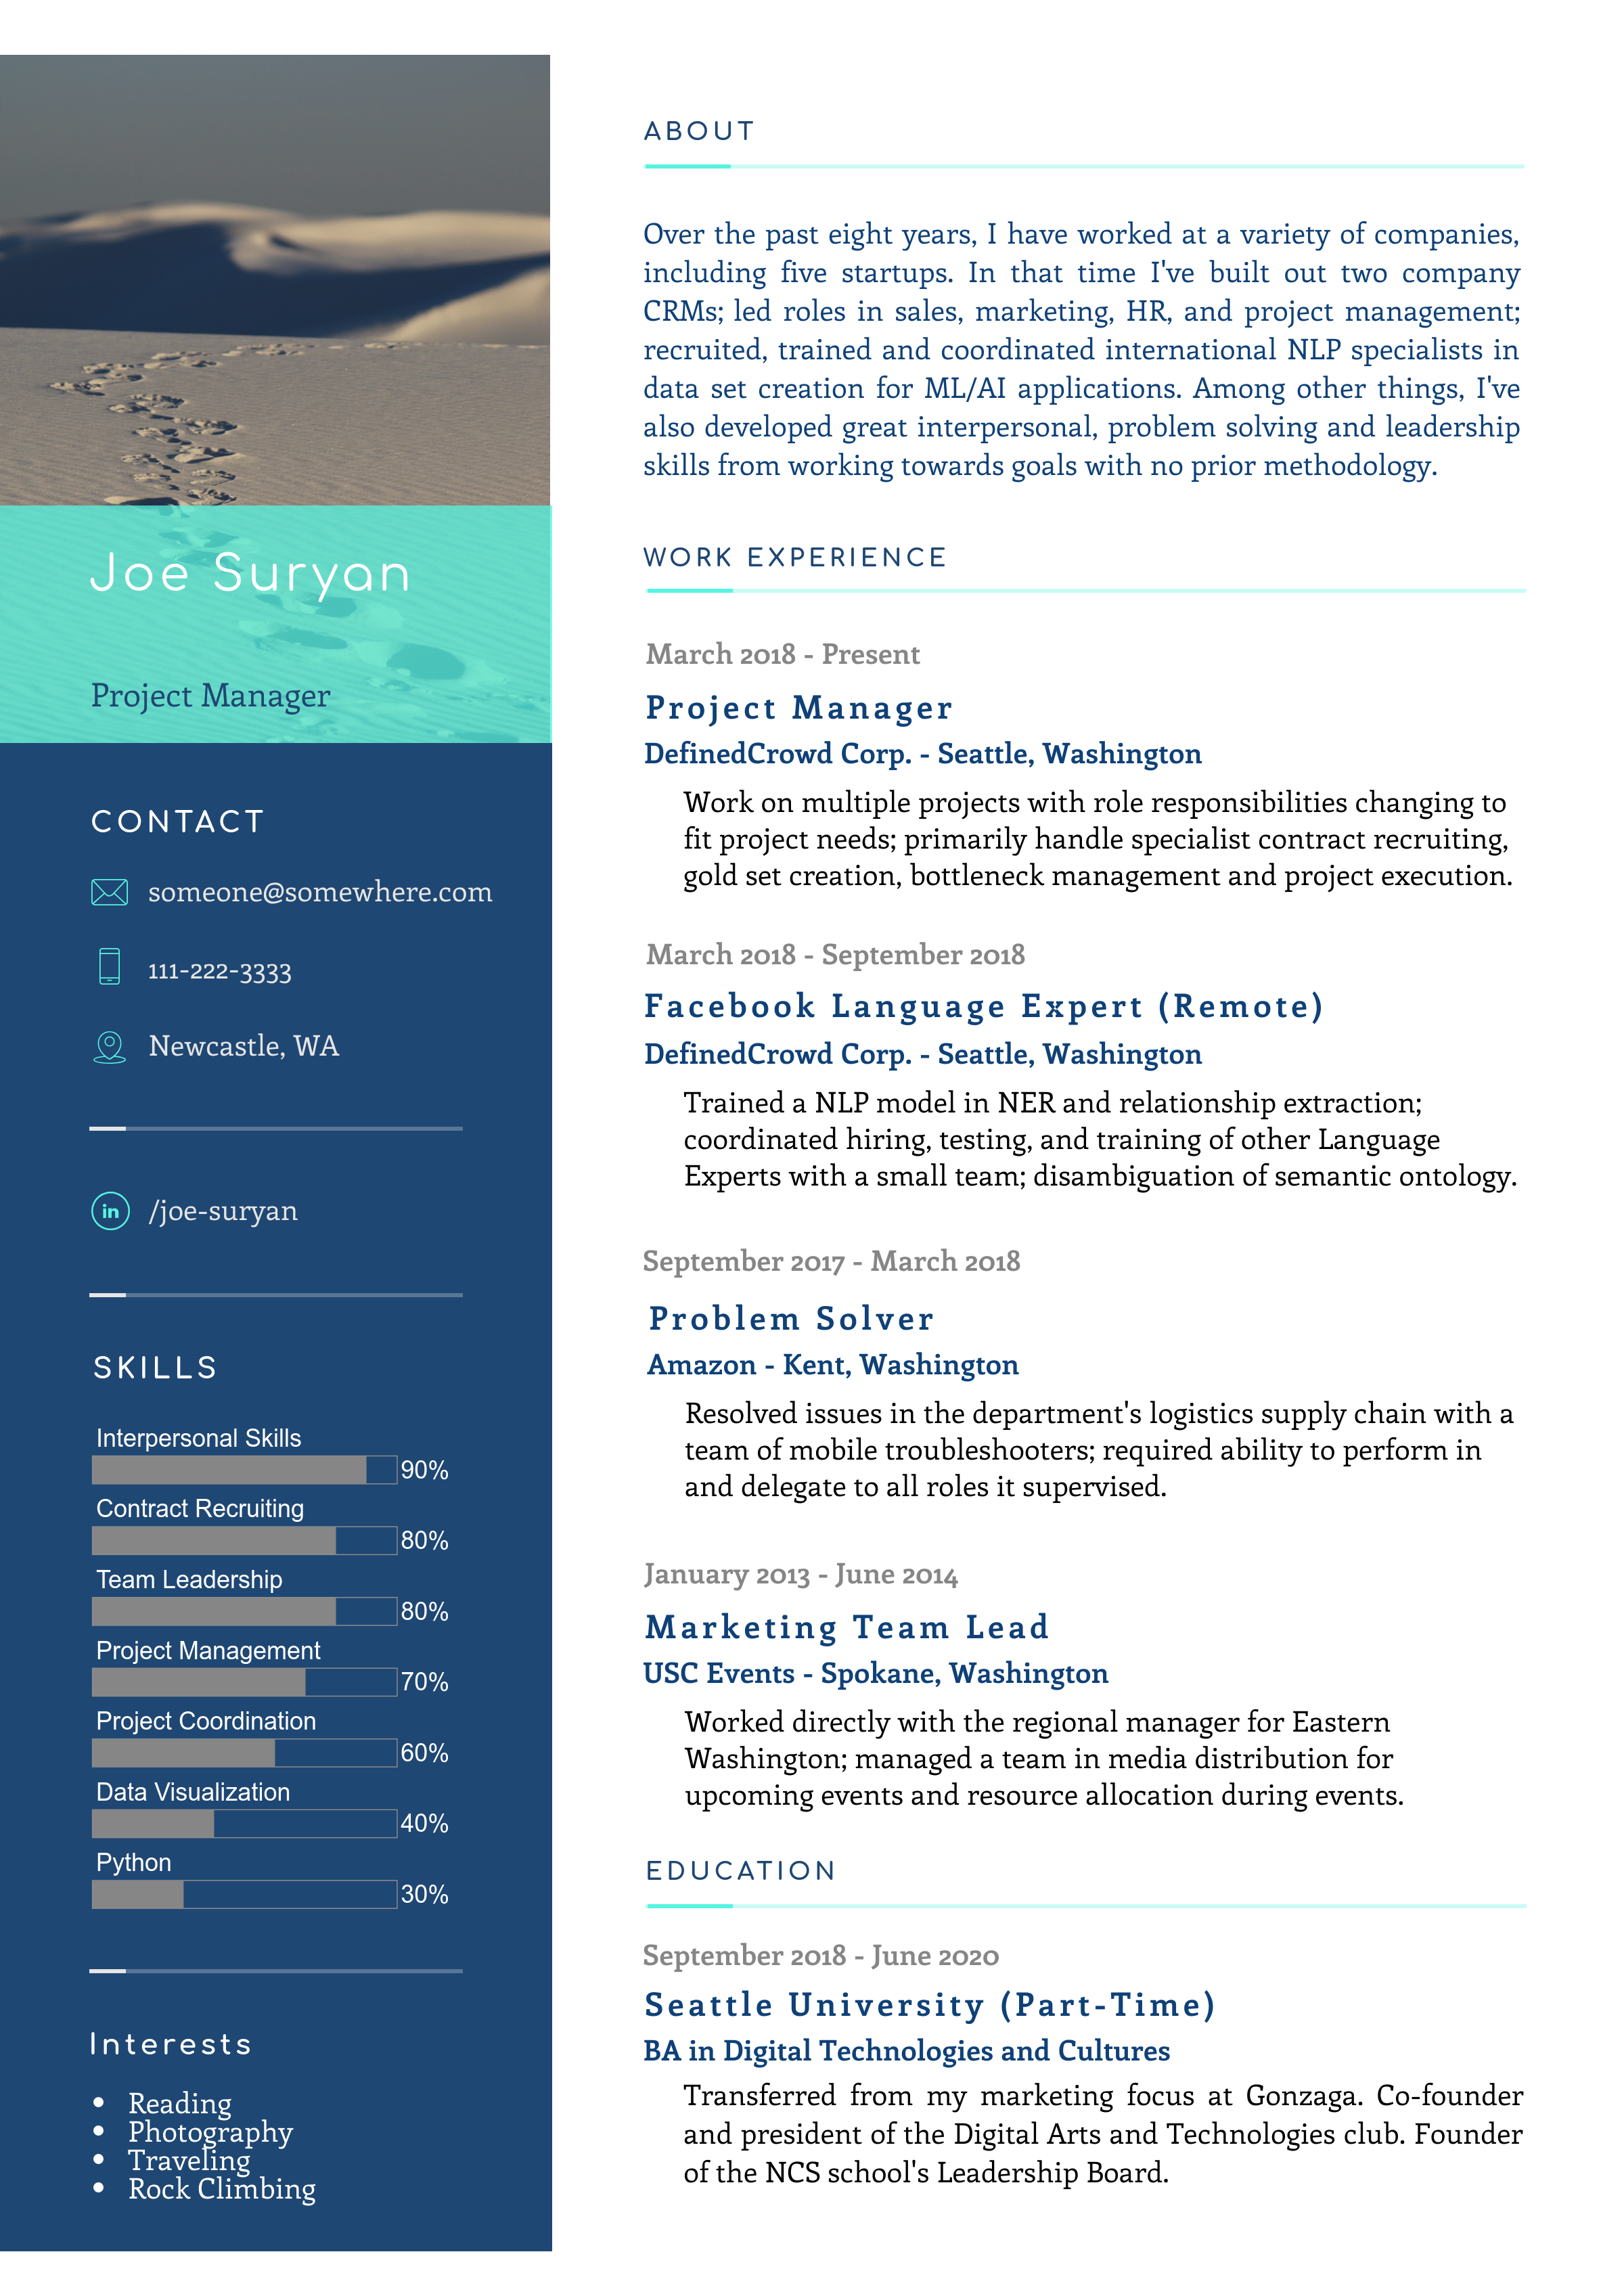 Joe Suryan
Project Manager
CONTACT
someone@somewhere.com
111-222-3333
Newcastle, WA
in /joe-suryan
SKILLS
Interpersonal Skills
90%
Contract Recruiting
80%
Team Leadership
80%
Project Management
70%
Project Coordination
60%
Data Visualization
40%
Python
30%
Interests
• Reading
• Photography
• Traveling
• Rock Climbing
ABOUT
Over the past eight years, I have worked at a variety of companies,
including five startups. In that time I've built out two company
CRMs; led roles in sales, marketing, HR, and project management;
recruited, trained and coordinated international NLP specialists in
data set creation for ML/AI applications. Among other things, I've
also developed great interpersonal, problem solving and leadership
skills from working towards goals with no prior methodology.
WORK EXPERIENCE
March 2018 - Present
Project Manager
DefinedCrowd Corp. - Seattle, Washington
Work on multiple projects with role responsibilities changing to
fit project needs; primarily handle specialist contract recruiting,
gold set creation, bottleneck management and project execution.
March 2018 - September 2018
Facebook Language Expert (Remote)
DefinedCrowd Corp. - Seattle, Washington
Trained a NLP model in NER and relationship extraction;
coordinated hiring, testing, and training of other Language
Experts with a small team; disambiguation of semantic ontology.
September 2017 - March 2018
Problem Solver
Amazon - Kent, Washington
Resolved issues in the department's logistics supply chain with a
team of mobile troubleshooters; required ability to perform in
and delegate to all roles it supervised.
January 2013 - June 2014
Marketing Team Lead
USC Events - Spokane, Washington
Worked directly with the regional manager for Eastern
Washington; managed a team in media distribution for
upcoming events and resource allocation during events.
EDUCATION
September 2018 - June 2020
Seattle University (Part-Time)
BA in Digital Technologies and Cultures
Transferred from my marketing focus at Gonzaga. Co-founder
and president of the Digital Arts and Technologies club. Founder
of the NCS school's Leadership Board.